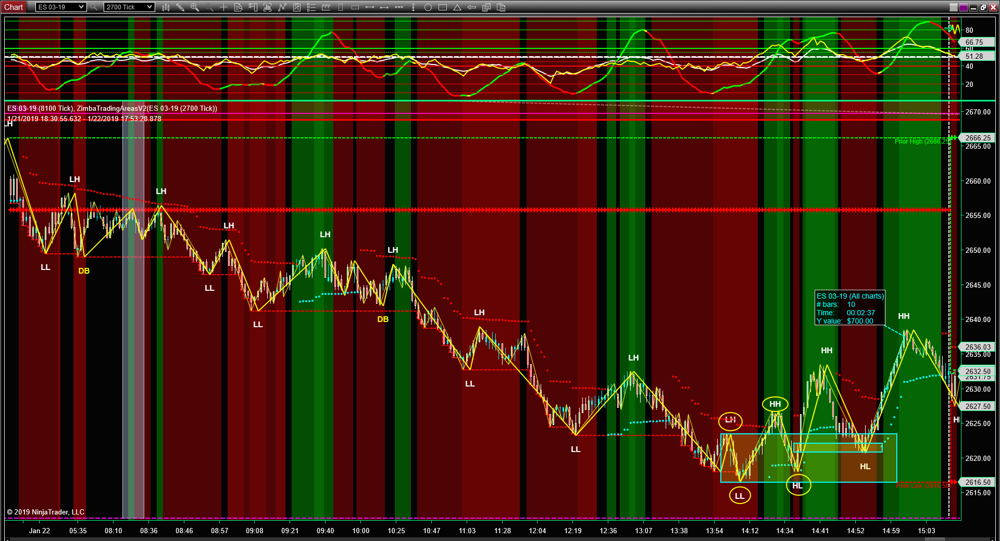 Chart ES 03-19 2700 Tick
80
66.75
60
51.28
40
20
ES 03-19 (8100 Tick), ZimbaTradingAreasV2(ES 03-19 (2700 Tick))
1/21/2019 18:30:55.632 - 1/22/2019 17:53:28.878
2670.00
LH
Prior High (2666.25)
2666.25
2665.00
LH
2660.00
LH
2655.00
LH
LH
LH
2650.00
LL
DB
LL
2645.00
ES 03-19 (All charts)
# bars: 10
Time: 00:02:37
Y value: $700.00
LH
HH
DB
LL
2640.00
2636.03
HH
2635.00
LH
2632.50
2631.75
LL
2630.00
HH
2627.50
LH
2625.00
LL
2620.00
HL
HL
Prior Low (2616.50)
2616.50
LL
2615.00
© 2019 NinjaTrader, LLC
Jan 22 05:35 08:10 08:36 08:46 08:57 09:08 09:21 09:40 10:00 10:25 10:47 11:03 11:28 12:04 12:19 12:36 13:07 13:38 13:54 14:12 14:34 14:41 14:52 14:59 15:03